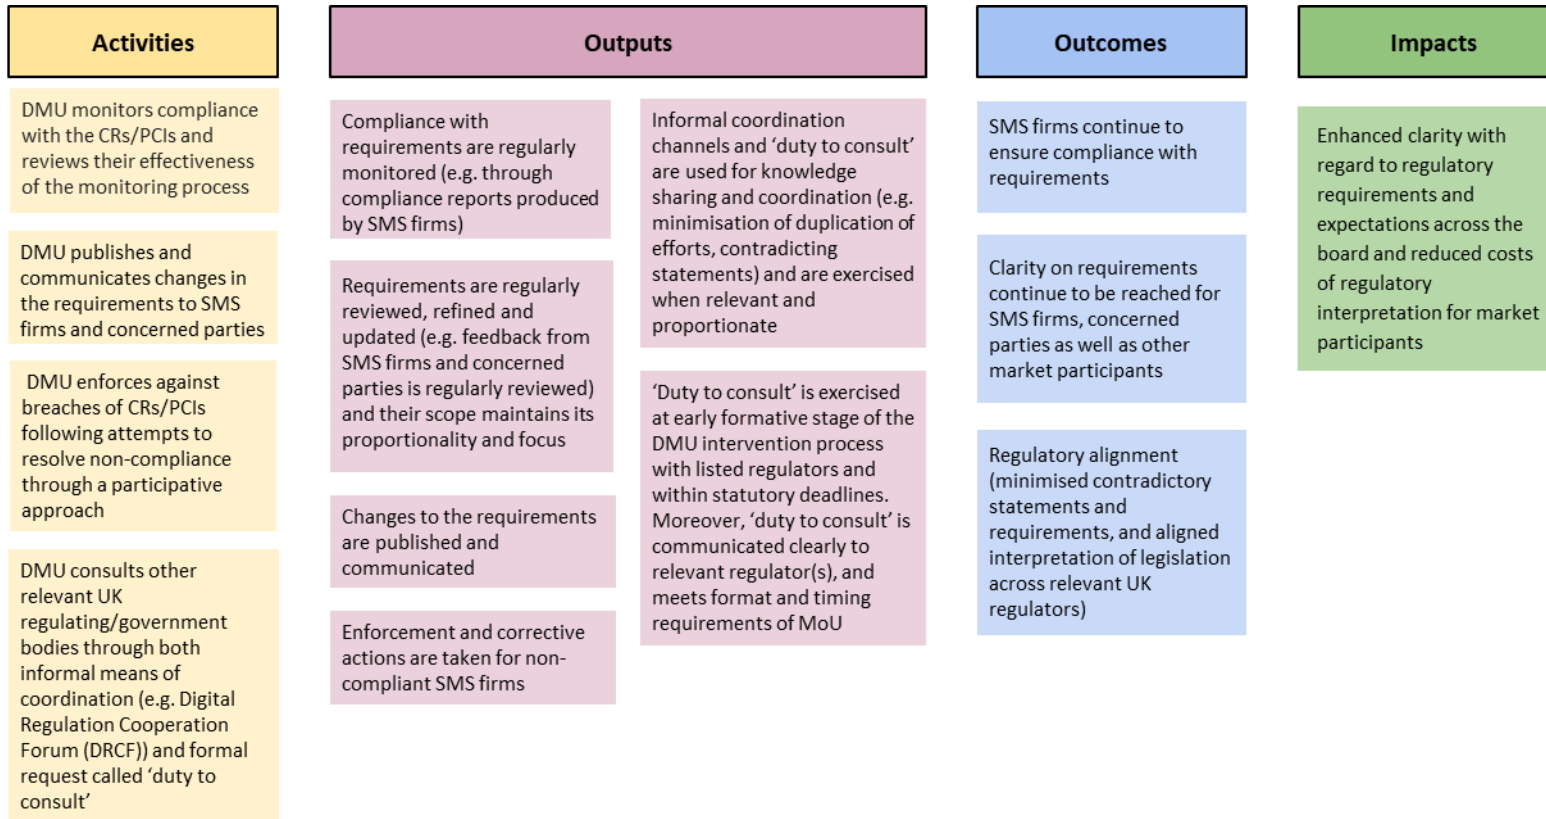 Activities
DMU monitors compliance
with the CRs/PCIs and
reviews their effectiveness
of the monitoring process
DMU publishes and
communicates changes in
the requirements to SMS
firms and concerned parties
DMU enforces against
breaches of CRs/PCIs
following attempts to
resolve non-compliance
through a participative
approach
DMU consults other
relevant UK
regulating/government
bodies through both
informal means of
coordination (e.g. Digital
Regulation Cooperation
Forum (DRCF)) and formal
request called ‘duty to
consult’
Outputs
Compliance with
requirements are regularly
monitored (e.g. through
compliance reports produced
by SMS firms)
Requirements are regularly
reviewed, refined and
updated (e.g. feedback from
SMS firms and concerned
parties is regularly reviewed)
and their scope maintains its
proportionality and focus
Changes to the requirements
are published and
communicated
Enforcement and corrective
actions are taken for non-
compliant SMS firms
Informal coordination
channels and ‘duty to consult’
are used for knowledge
sharing and coordination (e.g.
minimisation of duplication of
efforts, contradicting
statements) and are exercised
when relevant and
proportionate
‘Duty to consult’ is exercised
at early formative stage of the
DMU intervention process
with listed regulators and
within statutory deadlines.
Moreover, ‘duty to consult’ is
communicated clearly to
relevant regulator(s), and
meets format and timing
requirements of MoU
Outcomes
SMS firms continue to
ensure compliance with
requirements
Clarity on requirements
continue to be reached for
SMS firms, concerned
parties as well as other
market participants
Regulatory alignment
(minimised contradictory
statements and
requirements, and aligned
interpretation of legislation
across relevant UK
regulators)
Impacts
Enhanced clarity with
regard to regulatory
requirements and
expectations across the
board and reduced costs
of regulatory
interpretation for market
participants